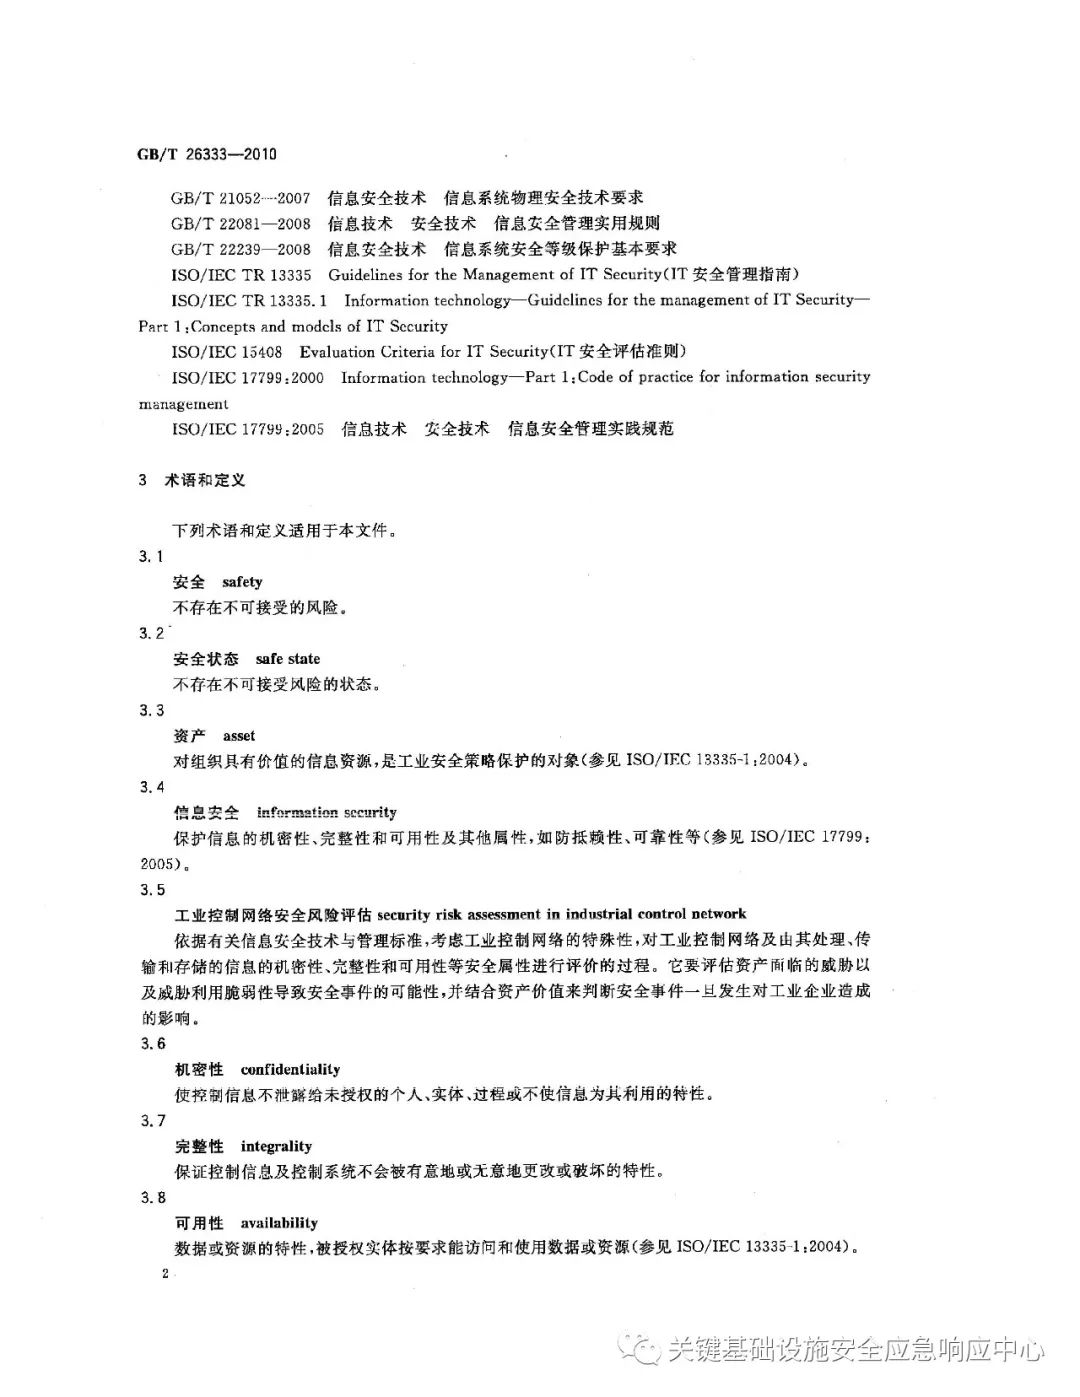 GB/T 26333—2010
GB/T 21052—2007 信息安全技术 信息系统物理安全技术要求
GB/T 22081—2008 信息技术 安全技术 信息安全管理实用规则
GB/T 22239—2008 信息安全技术 信息系统安全等级保护基本要求
ISO/IEC TR 13335 Guidelines for the Management of IT Security(IT 安全管理指南)
ISO/IEC TR 13335.1 Information technology—Guidelines for the management of IT Security—
Part 1:Concepts and models of IT Security
ISO/IEC 15408 Evaluation Criteria for IT Security(IT 安全评估准则)
ISO/IEC 17799:2000 Information technology—Part 1:Code of practice for information security
management
ISO/IEC 17799:2005 信息技术 安全技术 信息安全管理实践规范
3 术语和定义
下列术语和定义适用于本文件。
3.1
安全 safety
不存在不可接受的风险。
3.2
安全状态 safe state
不存在不可接受风险的状态。
3.3
资产 asset
对组织具有价值的信息资源,是工业安全策略保护的对象(参见 ISO/IEC 13335-1:2004)。
3.4
信息安全 information security
保护信息的机密性、完整性和可用性及其他属性,如防抵赖性、可靠性等(参见 ISO/IEC 17799:
2005)。
3.5
工业控制网络安全风险评估 security risk assessment in industrial control network
依据有关信息安全技术与管理标准,考虑工业控制网络的特殊性,对工业控制网络及由其处理、传
输和存储的信息的机密性、完整性和可用性等安全属性进行评价的过程。它要评估资产面临的威胁以
及威胁利用脆弱性导致安全事件的可能性,并结合资产价值来判断安全事件一旦发生对工业企业造成
的影响。
3.6
机密性 confidentiality
使控制信息不泄露给未授权的个人、实体、过程或不使信息为其利用的特性。
3.7
完整性 integrality
保证控制信息及控制系统不会被有意地或无意地更改或破坏的特性。
3.8
可用性 availability
数据或资源的特性,被授权实体按要求能访问和使用数据或资源(参见 ISO/IEC 13335-1:2004)。
2
关键基础设施安全应急响应中心